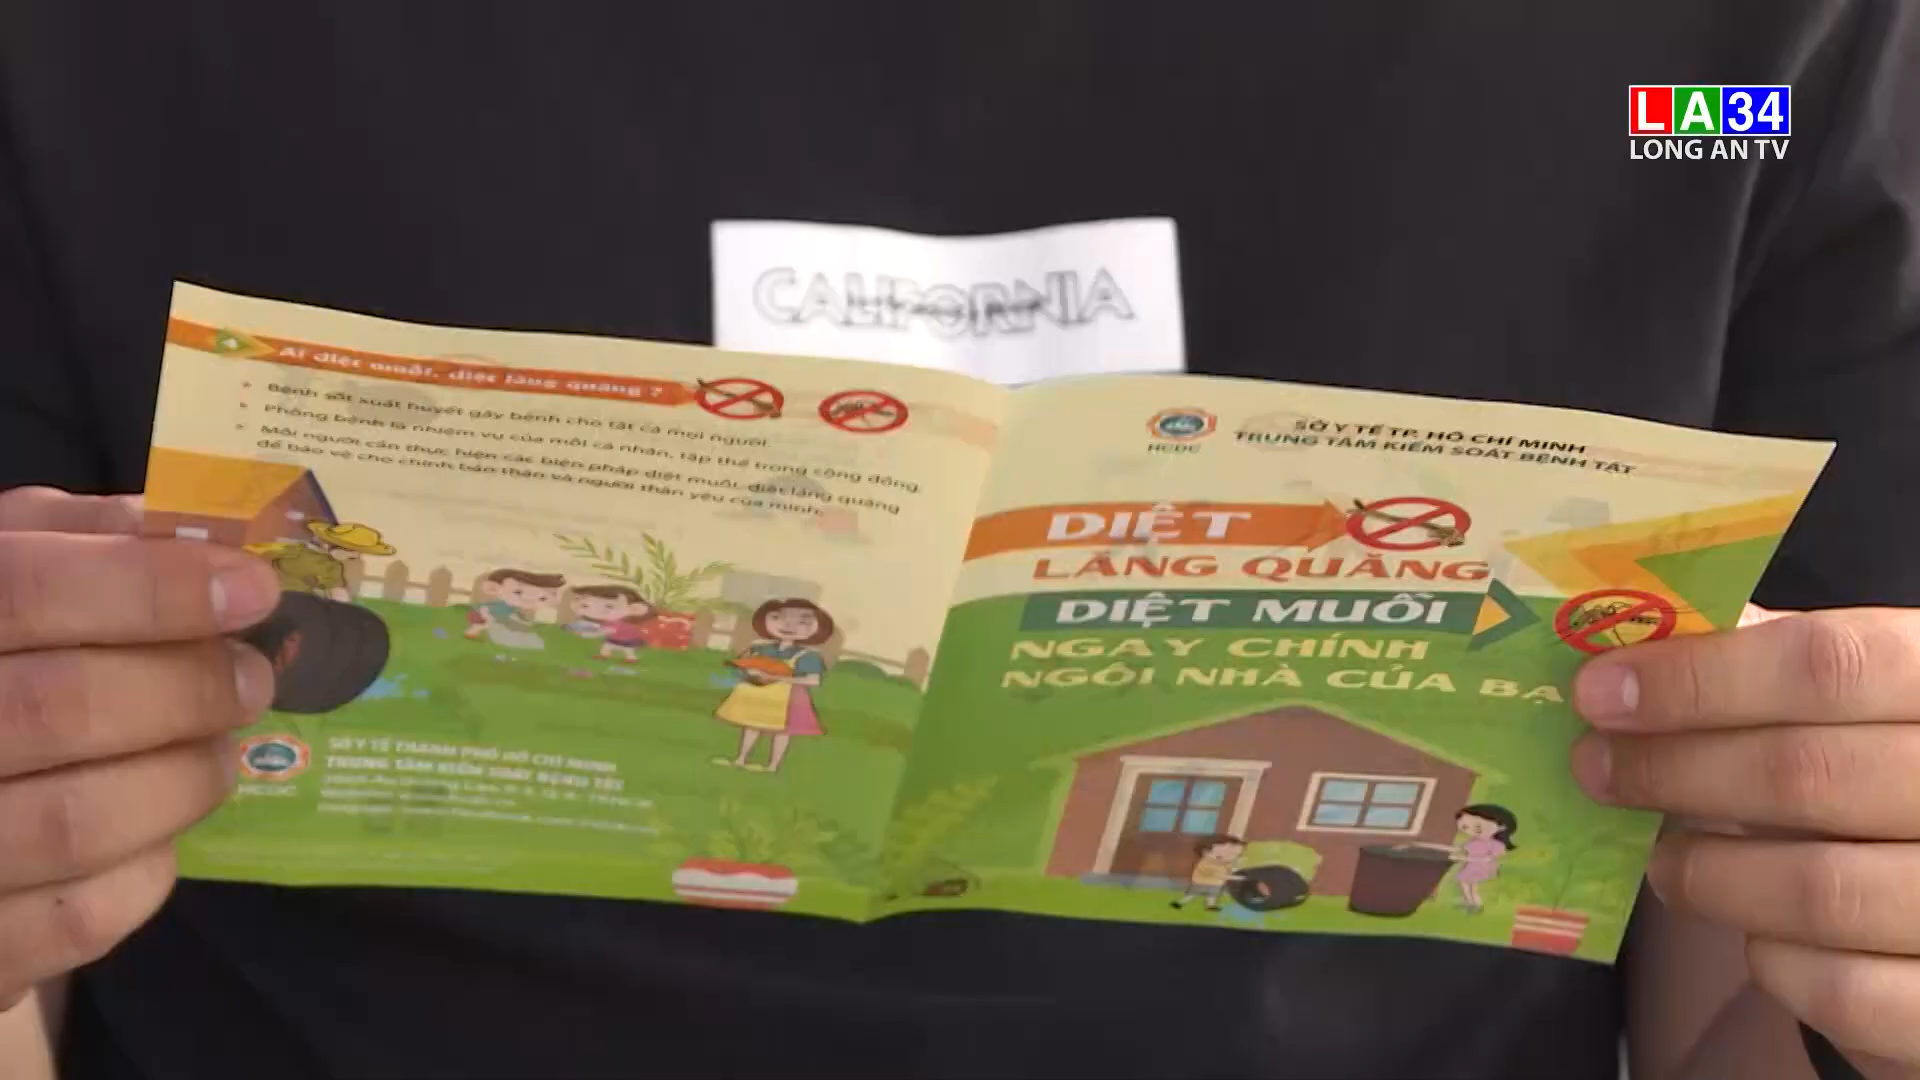 LA34
LONG AN TV
CALIFORNIA
4 Ai diệt muỗi, diệt lăng quăng ?
Bệnh sốt xuất huyết gây bệnh cho tất cả mọi người.
Phòng bệnh là nhiệm vụ của mỗi cá nhân, tập thể trong cộng đồng.
Mỗi người cần thực hiện các biện pháp diệt muỗi, diệt lăng quăng
để bảo vệ cho chính bản thân và người thân yêu của mình.
HCDC
SỞ Y TẾ THÀNH PHỐ HỒ CHÍ MINH
TRUNG TÂM KIỂM SOÁT BỆNH TẬT
HCDC
SỞ Y TẾ TP. HỒ CHÍ MINH
TRUNG TÂM KIỂM SOÁT BỆNH TẬT
DIỆT
LĂNG QUĂNG
DIỆT MUỖI
NGAY CHÍNH
NGÔI NHÀ CỦA BẠ